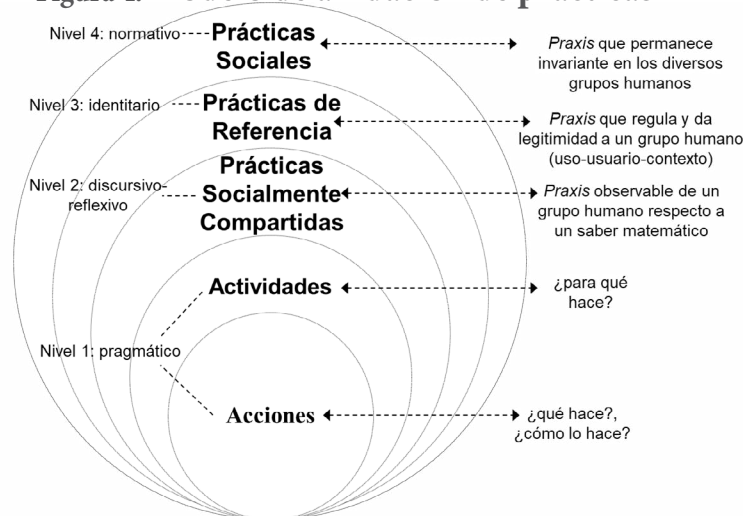 Nivel 4: normativo
Prácticas
Sociales
Praxis que permanece
invariante en los diversos
grupos humanos
Nivel 3: identitario
Prácticas de
Referencia
Praxis que regula y da
legitimidad a un grupo humano
(uso-usuario-contexto)
Nivel 2: discursivo-
reflexivo
Prácticas
Socialmente
Compartidas
Praxis observable de un
grupo humano respecto a
un saber matemático
Actividades
¿para qué
hace?
Nivel 1: pragmático
Acciones
¿qué hace?,
¿cómo lo hace?